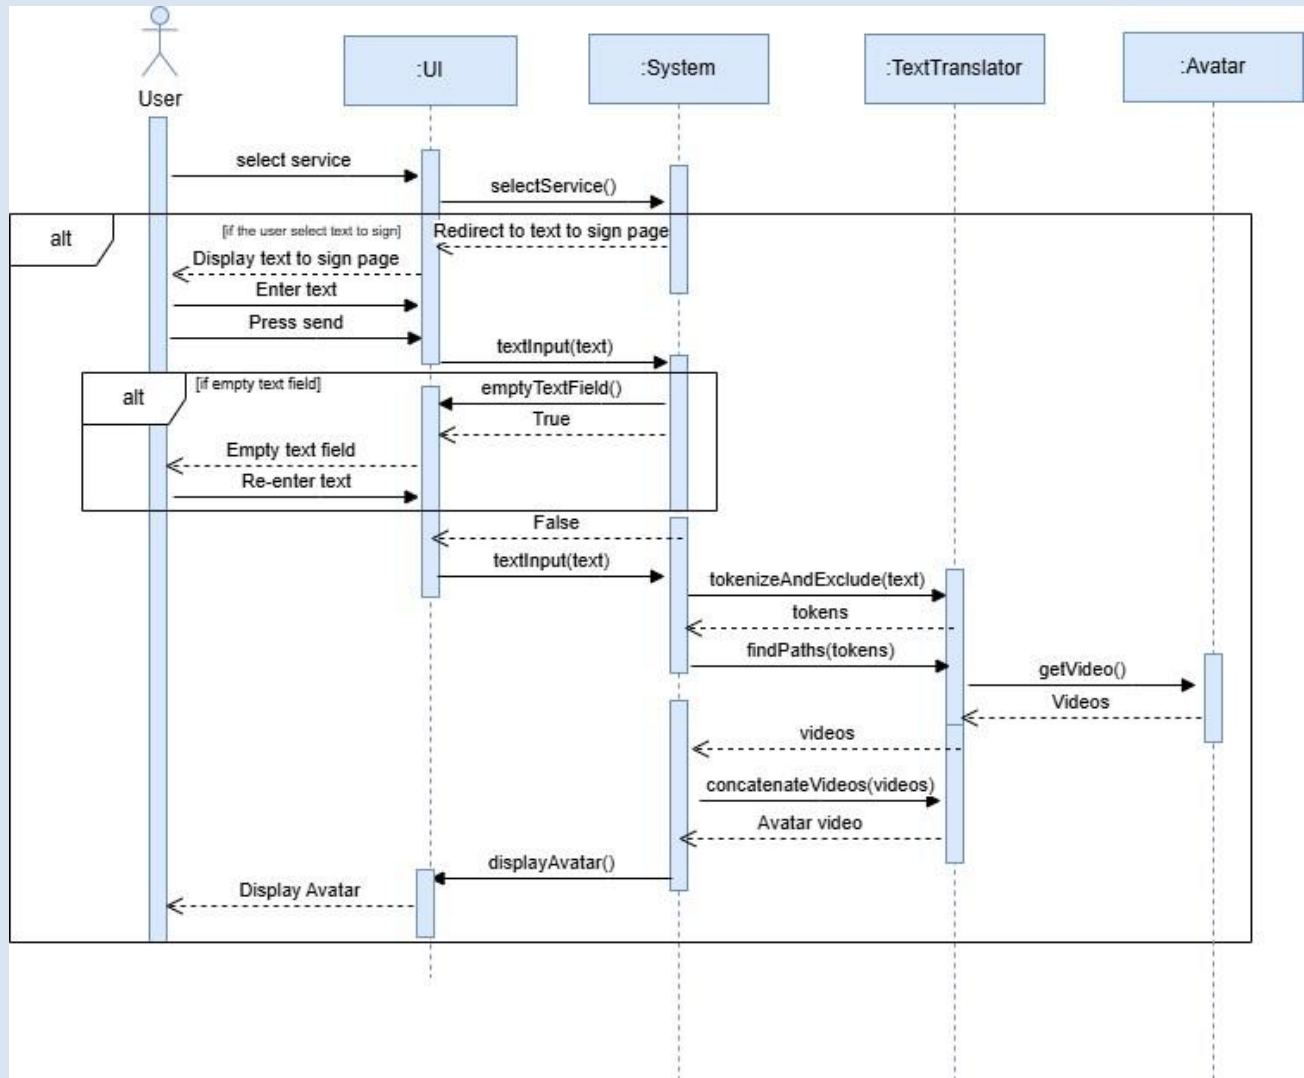 User
:UI
:System
:TextTranslator
:Avatar
select service
selectService()
alt
[if the user select text to sign]
Redirect to text to sign page
Display text to sign page
Enter text
Press send
textInput(text)
alt
[if empty text field]
emptyTextField()
True
Empty text field
Re-enter text
False
textInput(text)
tokenizeAndExclude(text)
tokens
findPaths(tokens)
getVideo()
Videos
videos
concatenateVideos(videos)
Avatar video
displayAvatar()
Display Avatar